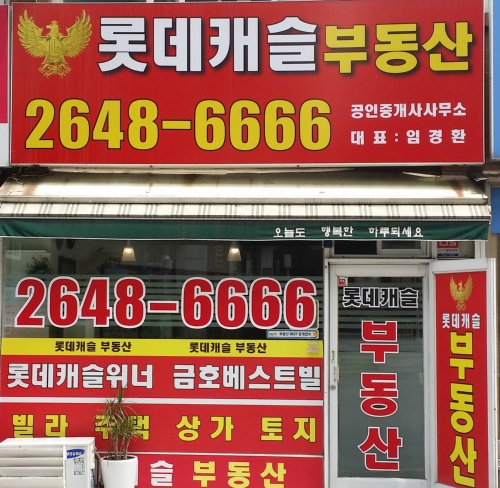 롯데캐슬부동산
2648-6666
공인중개사사무소
대표:임경환
오늘도 행복한 하루되세요
2648-6666
롯데캐슬 부동산 롯데캐슬 부동산
롯데캐슬위너 금호베스트빌
빌라 주택 상가 토지
슬 부동산
롯데캐슬
부동산
롯데캐슬
부동산